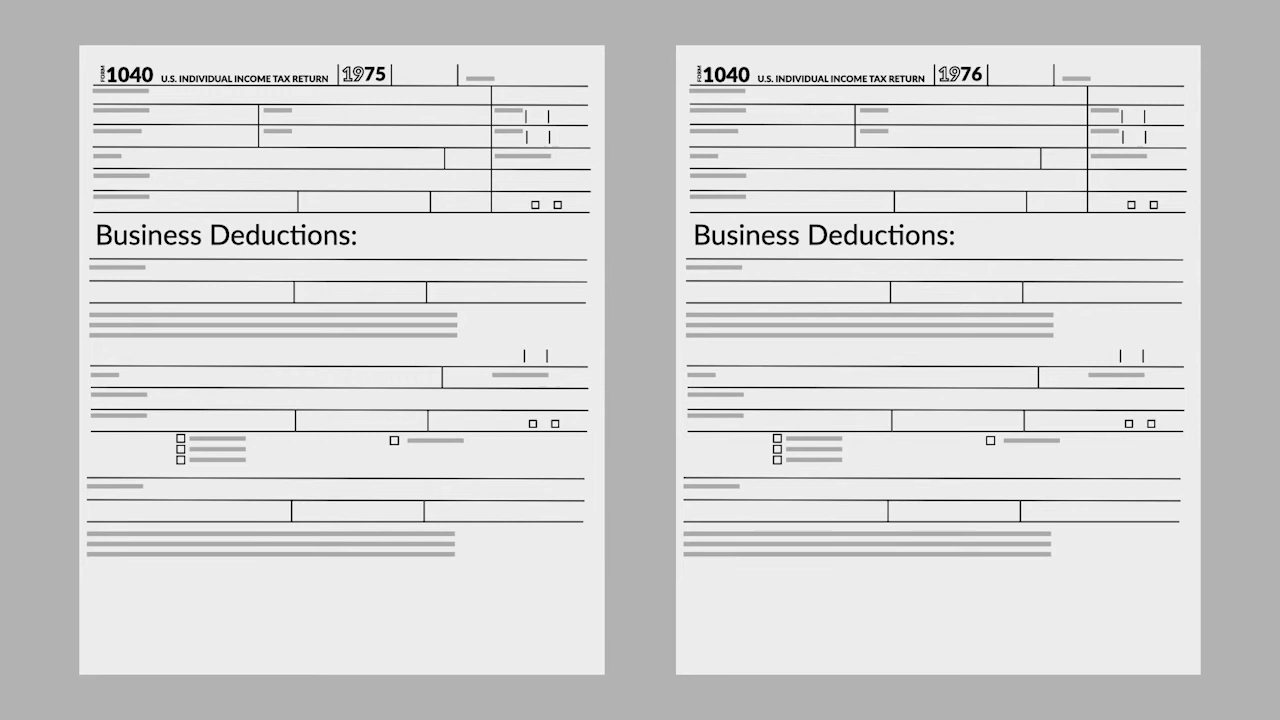 FORM 1040 U.S. INDIVIDUAL INCOME TAX RETURN 1975
Business Deductions:
FORM 1040 U.S. INDIVIDUAL INCOME TAX RETURN 1976
Business Deductions: